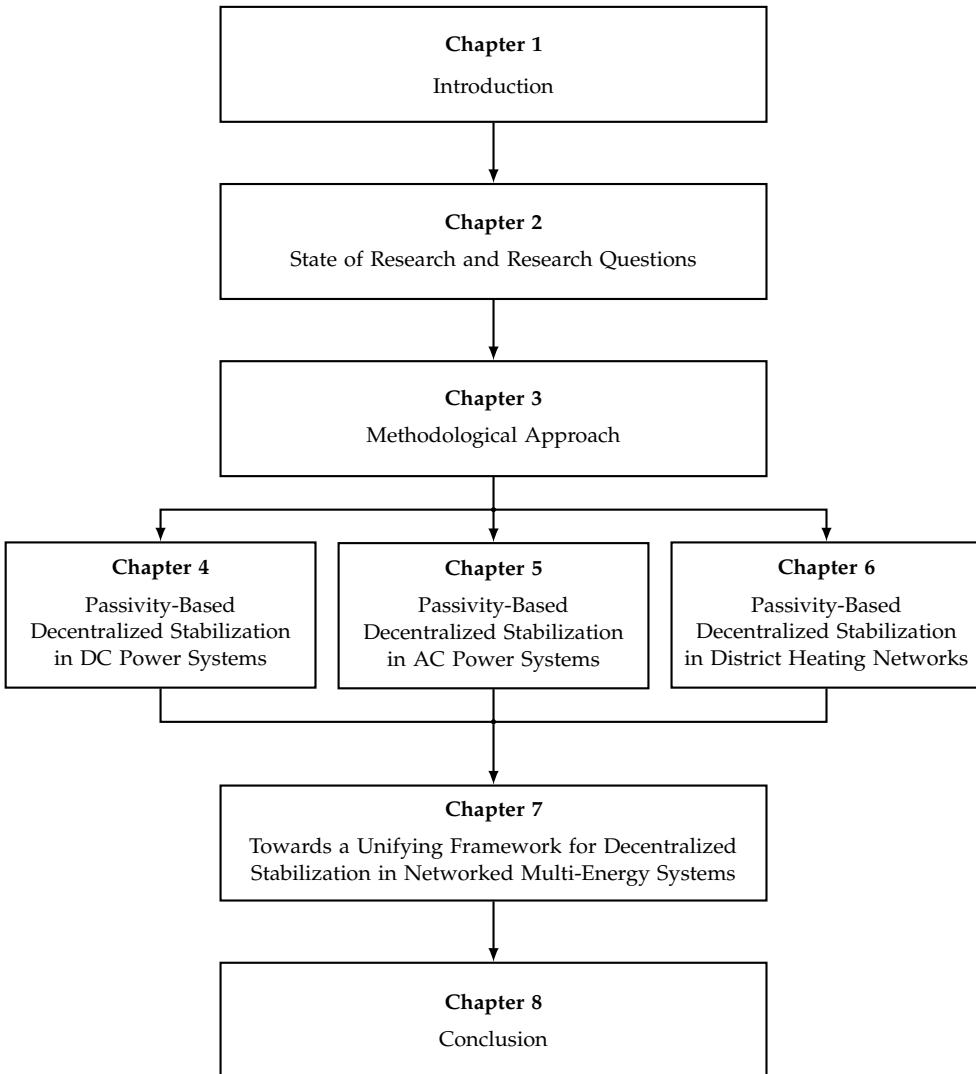 Chapter 1
Introduction
Chapter 2
State of Research and Research Questions
Chapter 3
Methodological Approach
Chapter 4
Passivity-Based
Decentralized Stabilization
in DC Power Systems
Chapter 5
Passivity-Based
Decentralized Stabilization
in AC Power Systems
Chapter 6
Passivity-Based
Decentralized Stabilization
in District Heating Networks
Chapter 7
Towards a Unifying Framework for Decentralized
Stabilization in Networked Multi-Energy Systems
Chapter 8
Conclusion